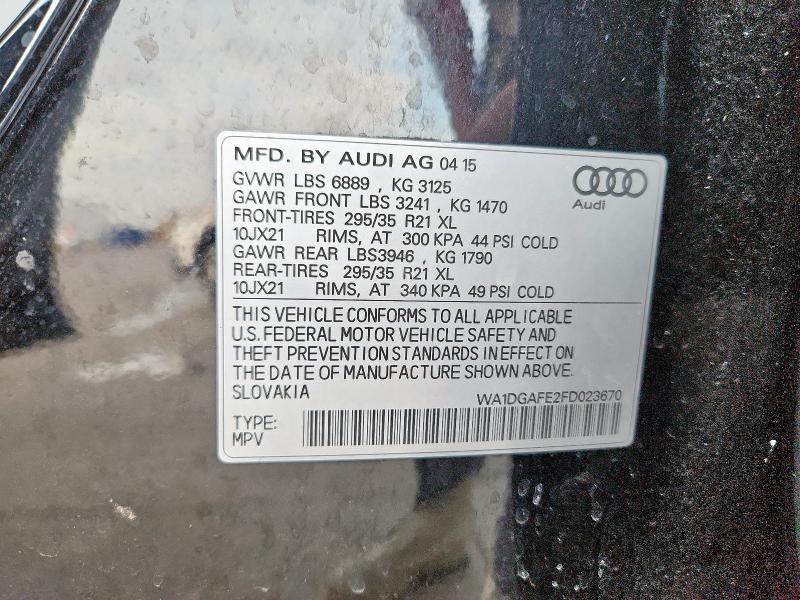 MFD. BY AUDI AG 04 15
GVWR LBS 6889 , KG 3125
GAWR FRONT LBS 3241 , KG 1470
FRONT-TIRES 295/35 R21 XL
10JX21 RIMS, AT 300 KPA 44 PSI COLD
GAWR REAR LBS3946 , KG 1790
REAR-TIRES 295/35 R21 XL
10JX21 RIMS, AT 340 KPA 49 PSI COLD
Audi
THIS VEHICLE CONFORMS TO ALL APPLICABLE
U.S. FEDERAL MOTOR VEHICLE SAFETY AND
THEFT PREVENTION STANDARDS IN EFFECT ON
THE DATE OF MANUFACTURE SHOWN ABOVE.
SLOVAKIA WA1DGAFE2FD023670
TYPE:
MPV